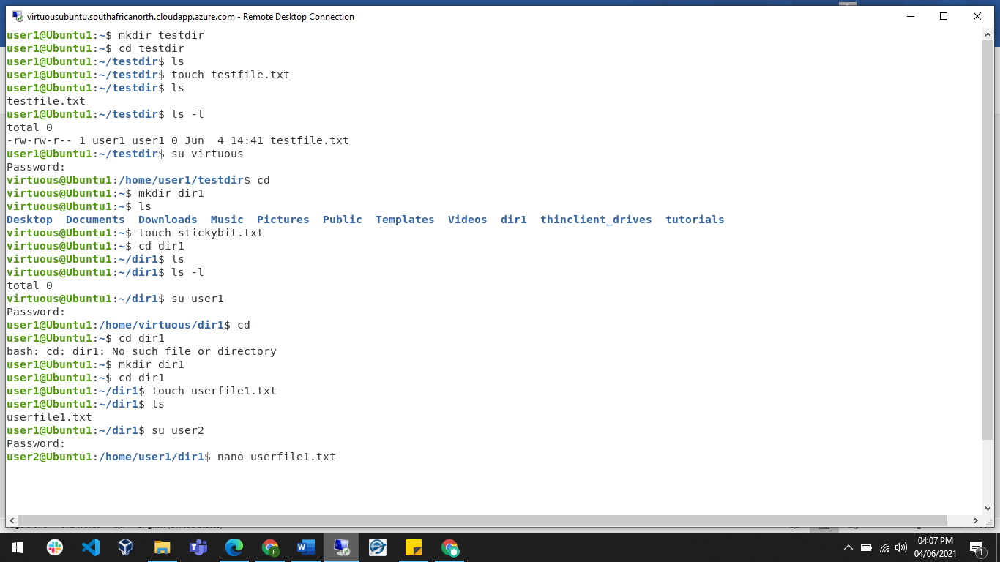 virtuousubuntu.southafricanorth.cloudapp.azure.com - Remote Desktop Connection
user1@Ubuntu1:~$ mkdir testdir
user1@Ubuntu1:~$ cd testdir
user1@Ubuntu1:~/testdir$ ls
user1@Ubuntu1:~/testdir$ touch testfile.txt
user1@Ubuntu1:~/testdir$ ls
testfile.txt
user1@Ubuntu1:~/testdir$ ls -l
total 0
-rw-rw-r-- 1 user1 user1 0 Jun  4 14:41 testfile.txt
user1@Ubuntu1:~/testdir$ su virtuous
Password:
virtuous@Ubuntu1:/home/user1/testdir$ cd
virtuous@Ubuntu1:~$ mkdir dir1
virtuous@Ubuntu1:~$ ls
Desktop  Documents  Downloads  Music  Pictures  Public  Templates  Videos  dir1  thinclient_drives  tutorials
virtuous@Ubuntu1:~$ touch stickybit.txt
virtuous@Ubuntu1:~$ cd dir1
virtuous@Ubuntu1:~/dir1$ ls
virtuous@Ubuntu1:~/dir1$ ls -l
total 0
virtuous@Ubuntu1:~/dir1$ su user1
Password:
user1@Ubuntu1:/home/virtuous/dir1$ cd
user1@Ubuntu1:~$ cd dir1
bash: cd: dir1: No such file or directory
user1@Ubuntu1:~$ mkdir dir1
user1@Ubuntu1:~$ cd dir1
user1@Ubuntu1:~/dir1$ touch userfile1.txt
user1@Ubuntu1:~/dir1$ ls
userfile1.txt
user1@Ubuntu1:~/dir1$ su user2
Password:
user2@Ubuntu1:/home/user1/dir1$ nano userfile1.txt
04:07 PM
04/06/2021
1